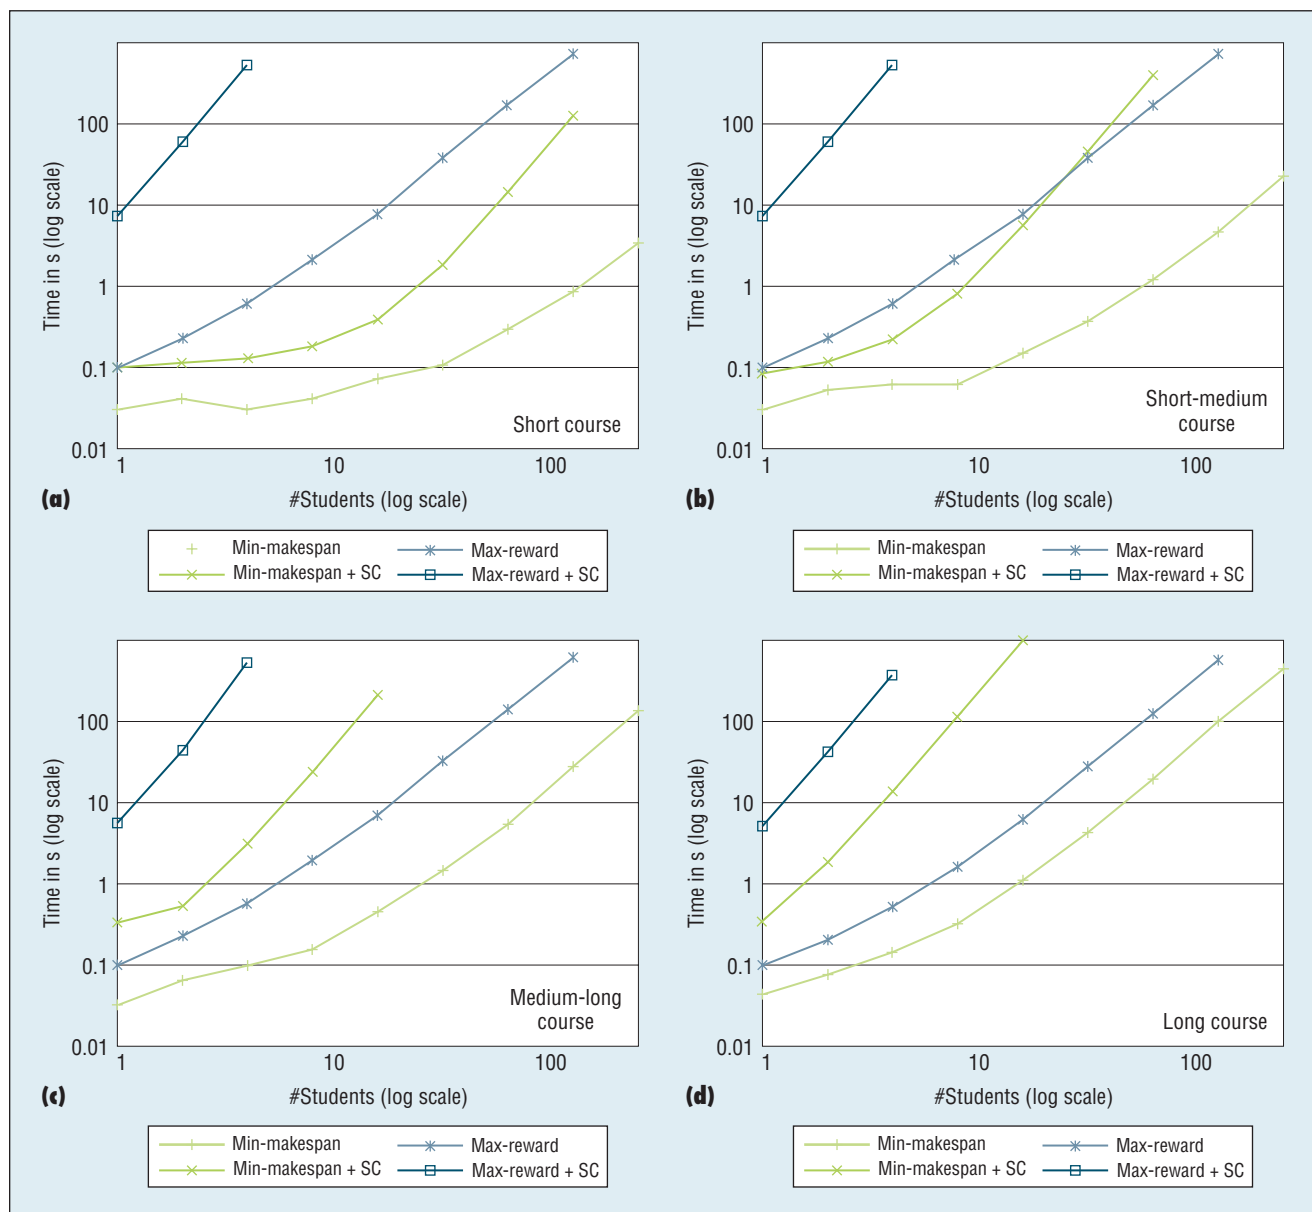 100
10
1
0.1
0.01
Time in s (log scale)
Short course
1 10 100
(a)
#Students (log scale)
Min-makespan Max-reward
Min-makespan + SC Max-reward + SC
100
10
1
0.1
0.01
Time in s (log scale)
Short-medium
course
1 10 100
(b)
#Students (log scale)
Min-makespan Max-reward
Min-makespan + SC Max-reward + SC
100
10
1
0.1
0.01
Time in s (log scale)
Medium-long
course
1 10 100
(c)
#Students (log scale)
Min-makespan Max-reward
Min-makespan + SC Max-reward + SC
100
10
1
0.1
0.01
Time in s (log scale)
Long course
1 10 100
(d)
#Students (log scale)
Min-makespan Max-reward
Min-makespan + SC Max-reward + SC